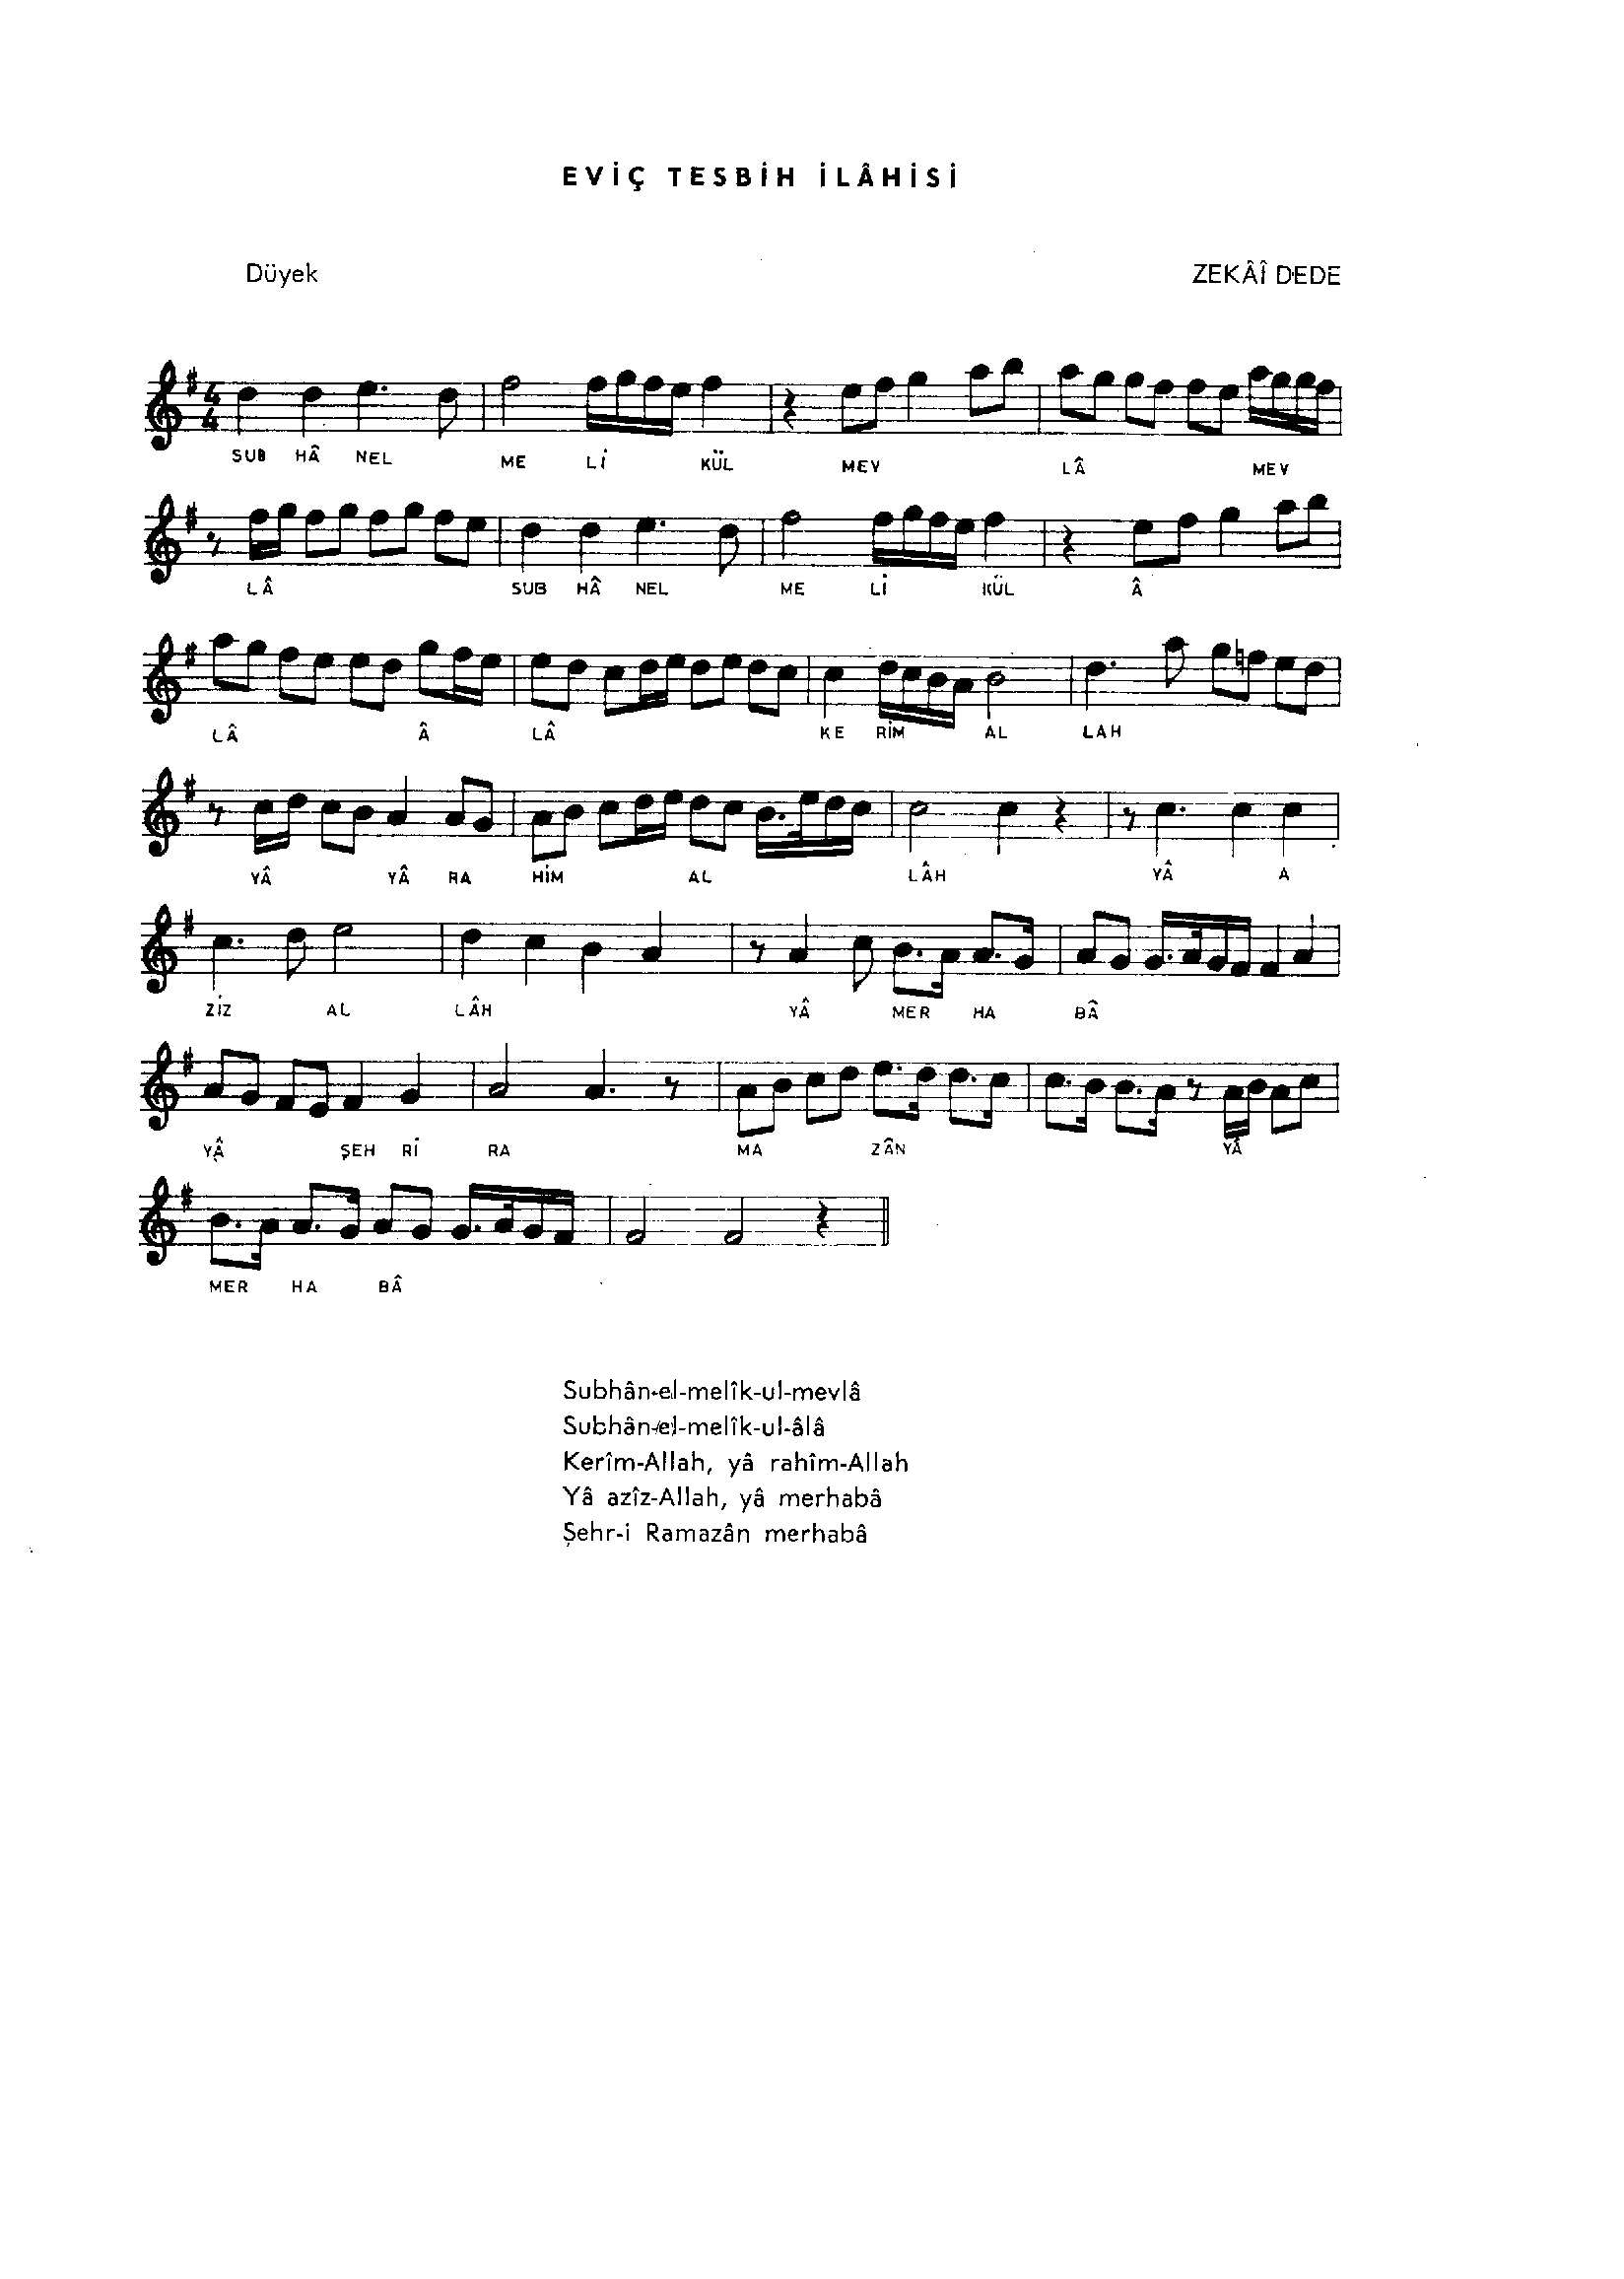 EVİÇ TESBİH İLÂHİSİ
Düyek
ZEKÂÎ DEDE
4
4
SUB HÂ NEL ME Lİ KÜL MEV LÂ MEV
LÂ SUB HÂ NEL ME Lİ KÜL Â
LÂ Â LÂ KE RİM AL LAH
YÂ YÂ RA HİM AL LÂH YÂ A
ZİZ AL LÂH YÂ MER HA BÂ
YÂ ŞEH Rİ RA MA ZÂN YÂ
MER HA BÂ
Subhân-el-melîk-ul-mevlâ
Subhân-el-melîk-ul-âlâ
Kerîm-Allah, yâ rahîm-Allah
Yâ azîz-Allah, yâ merhabâ
Şehr-i Ramazân merhabâ